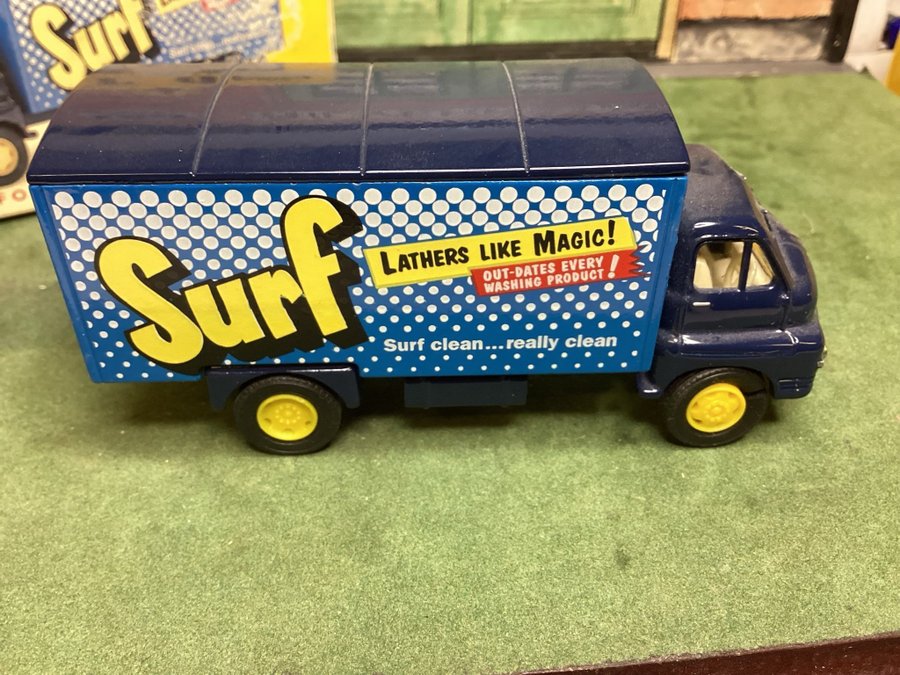 Surf
Surf
LATHERS LIKE MAGIC!
OUT-DATES EVERY
WASHING PRODUCT!
Surf clean...really clean